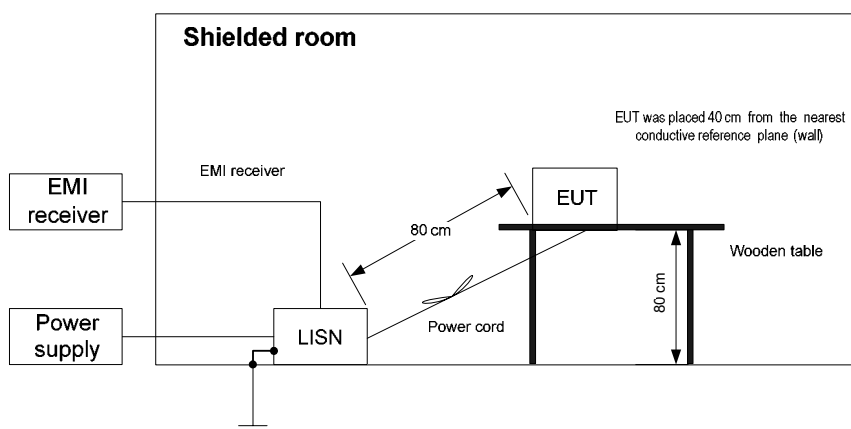 Shielded room
EUT was placed 40 cm from the nearest
conductive reference plane (wall)
EMI receiver
EMI
receiver
EUT
80 cm
Wooden table
80 cm
Power
supply
LISN
Power cord